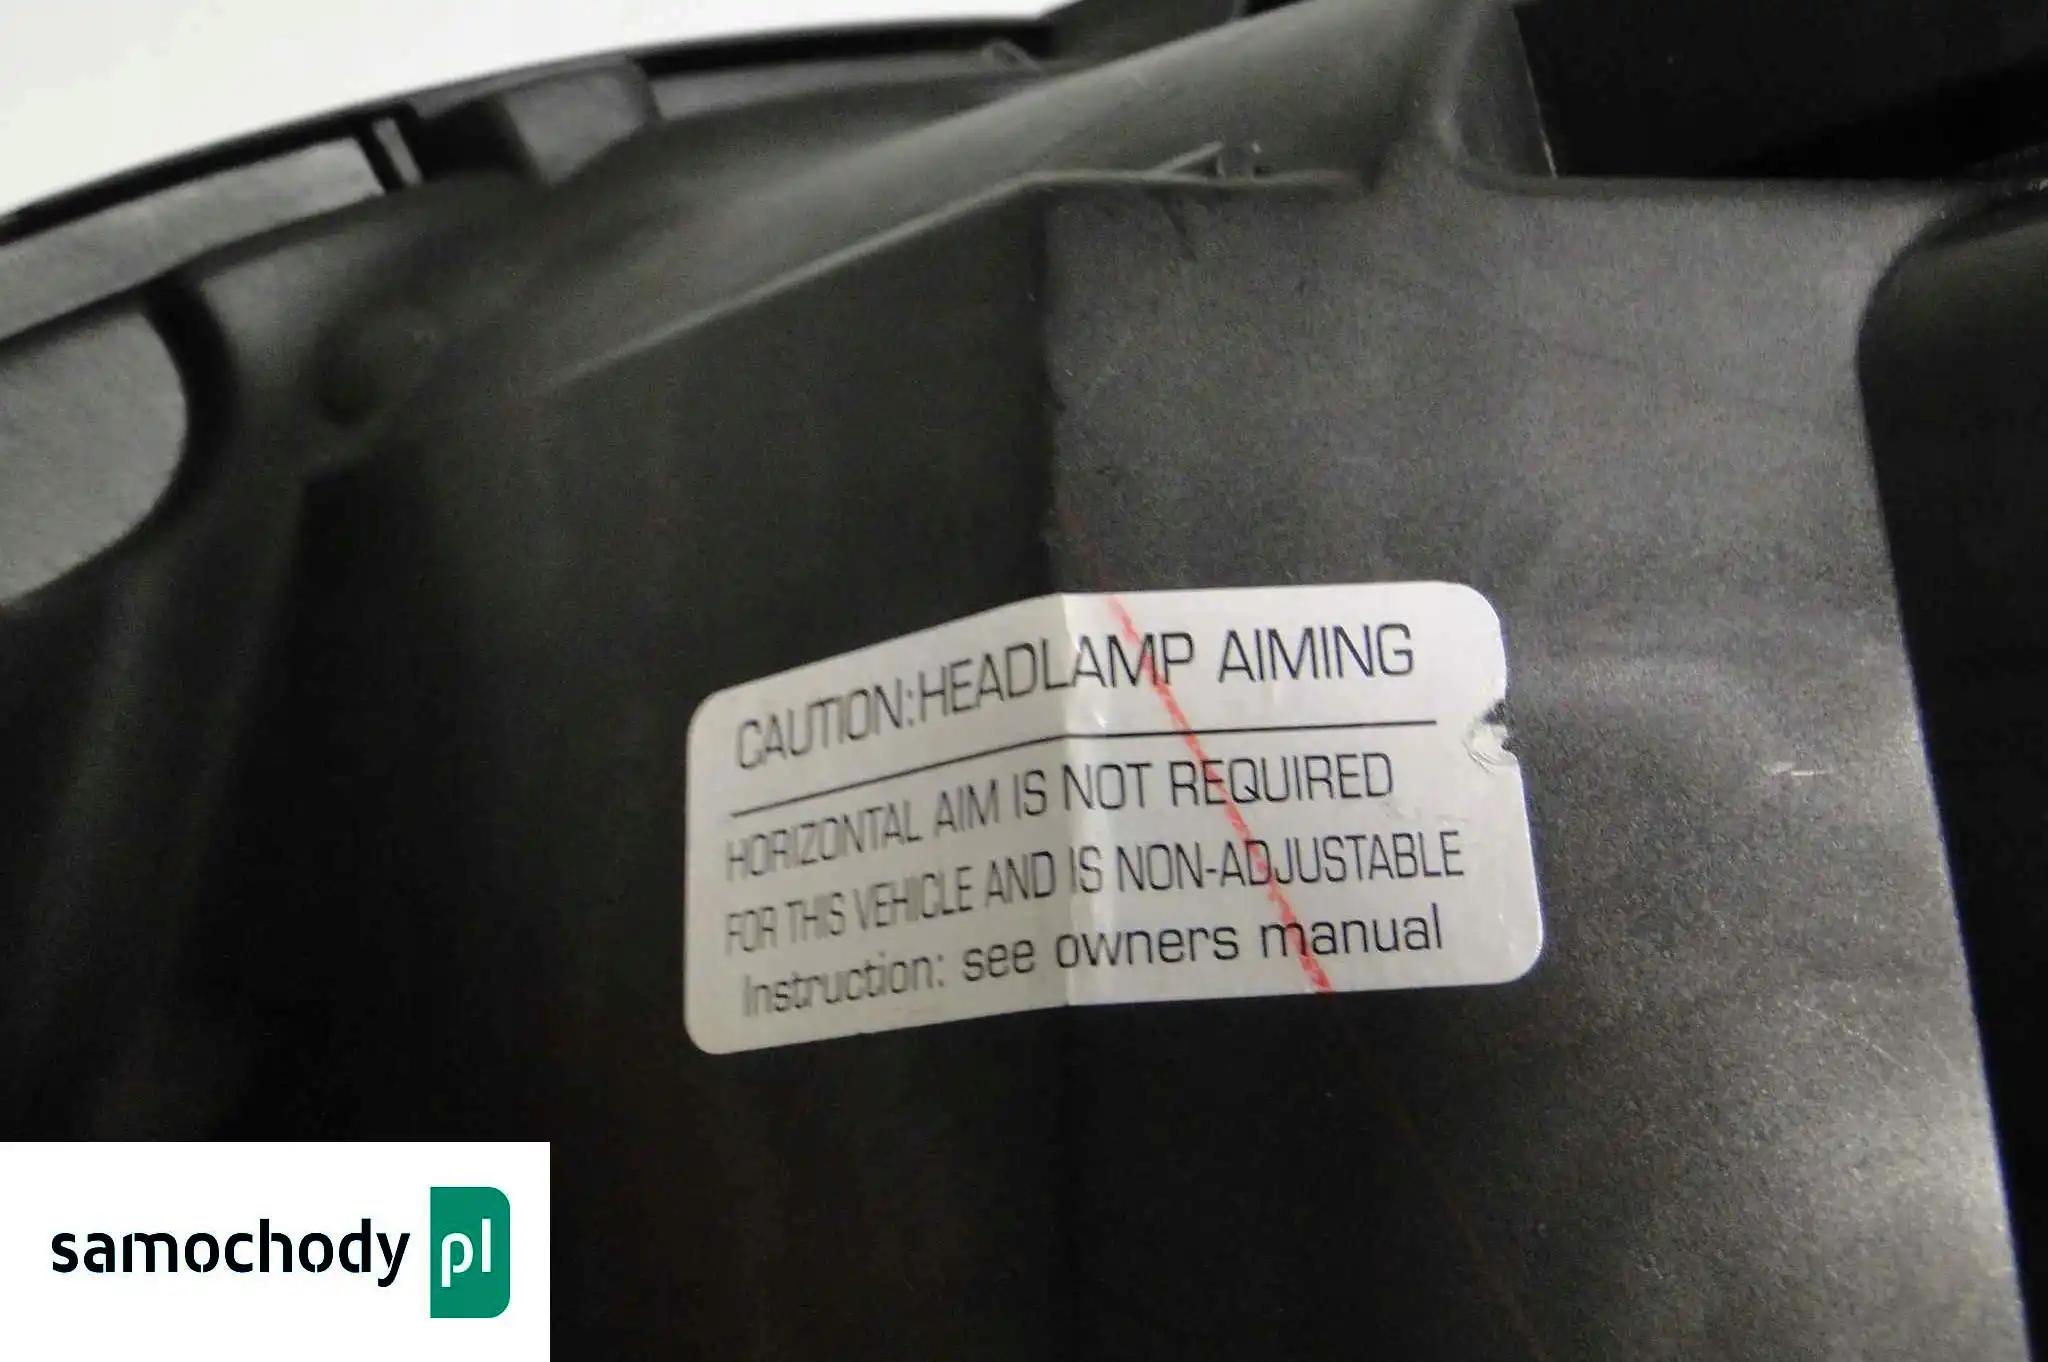 CAUTION:HEADLAMP AIMING
HORIZONTAL AIM IS NOT REQUIRED
FOR THIS VEHICLE AND IS NON-ADJUSTABLE
Instruction: see owners manual
samochody pl